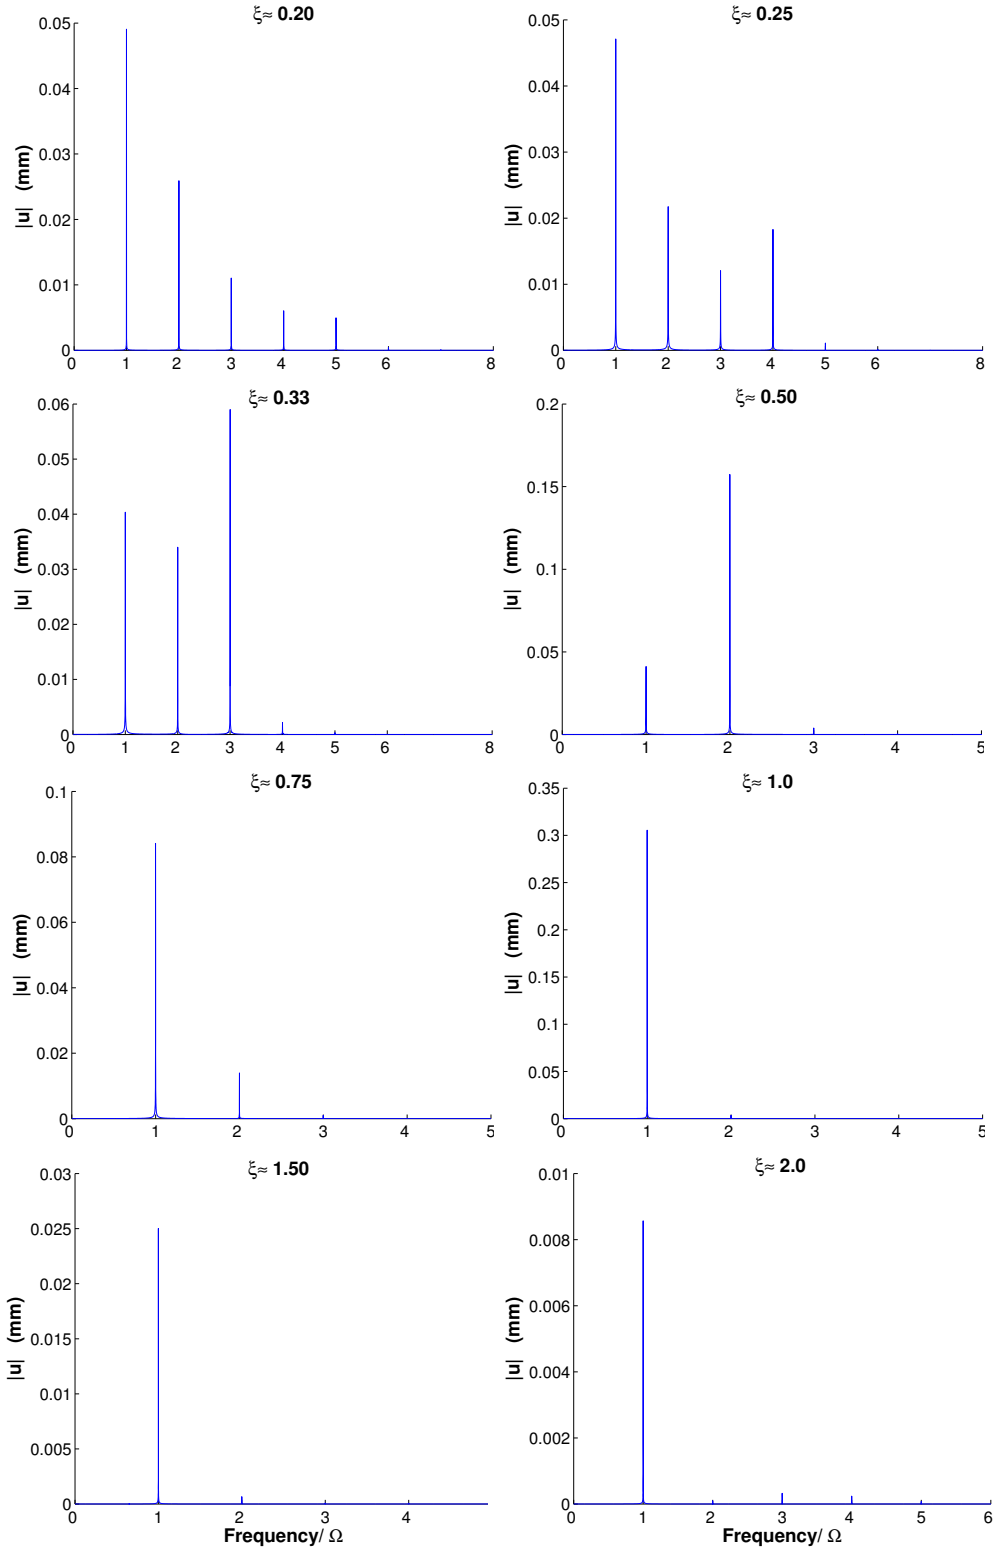 ξ≈ 0.20
0.05
0.04
0.03
0.02
0.01
0
|u| (mm)
0 1 2 3 4 5 6 8
ξ≈ 0.25
0.05
0.04
0.03
0.02
0.01
0
|u| (mm)
0 1 2 3 4 5 6 8
ξ≈ 0.33
0.06
0.05
0.04
0.03
0.02
0.01
0
|u| (mm)
0 1 2 3 4 5 6 8
ξ≈ 0.50
0.2
0.15
0.1
0.05
0
|u| (mm)
0 1 2 3 4 5
ξ≈ 0.75
0.1
0.08
0.06
0.04
0.02
0
|u| (mm)
0 1 2 3 4 5
ξ≈ 1.0
0.35
0.3
0.25
0.2
0.15
0.1
0.05
0
|u| (mm)
0 1 2 3 4 5
ξ≈ 1.50
0.03
0.025
0.02
0.015
0.01
0.005
0
|u| (mm)
0 1 2 3 4
Frequency/ Ω
ξ≈ 2.0
0.01
0.008
0.006
0.004
0.002
0
|u| (mm)
0 1 2 3 4 5 6
Frequency/ Ω